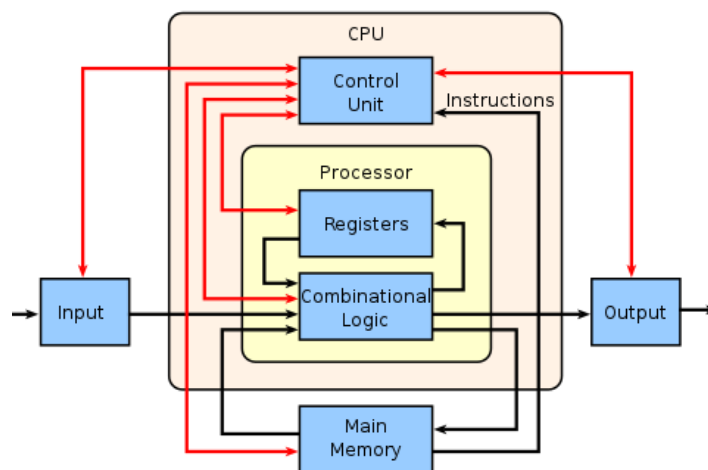 CPU
Control
Unit
Instructions
Processor
Registers
Combinational
Logic
Input
Output
Main
Memory